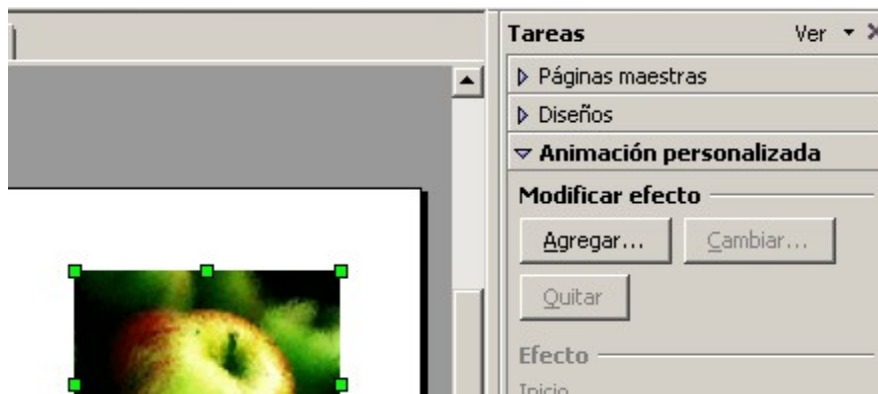 Tareas Ver
Páginas maestras
Diseños
Animación personalizada
Modificar efecto
Agregar... Cambiar...
Quitar
Efecto
Inicio